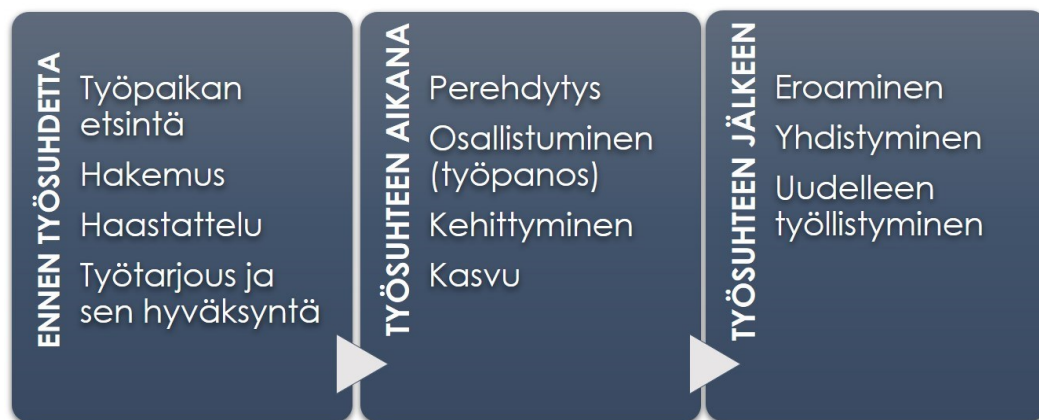 ENNEN TYÖSUHDETTA
Työpaikan
etsintä
Hakemus
Haastattelu
Työtarjous ja
sen hyväksyntä
TYÖSUHTEEN AIKANA
Perehdytys
Osallistuminen
(työpanos)
Kehittyminen
Kasvu
TYÖSUHTEEN JÄLKEEN
Eroaminen
Yhdistyminen
Uudelleen
työllistyminen